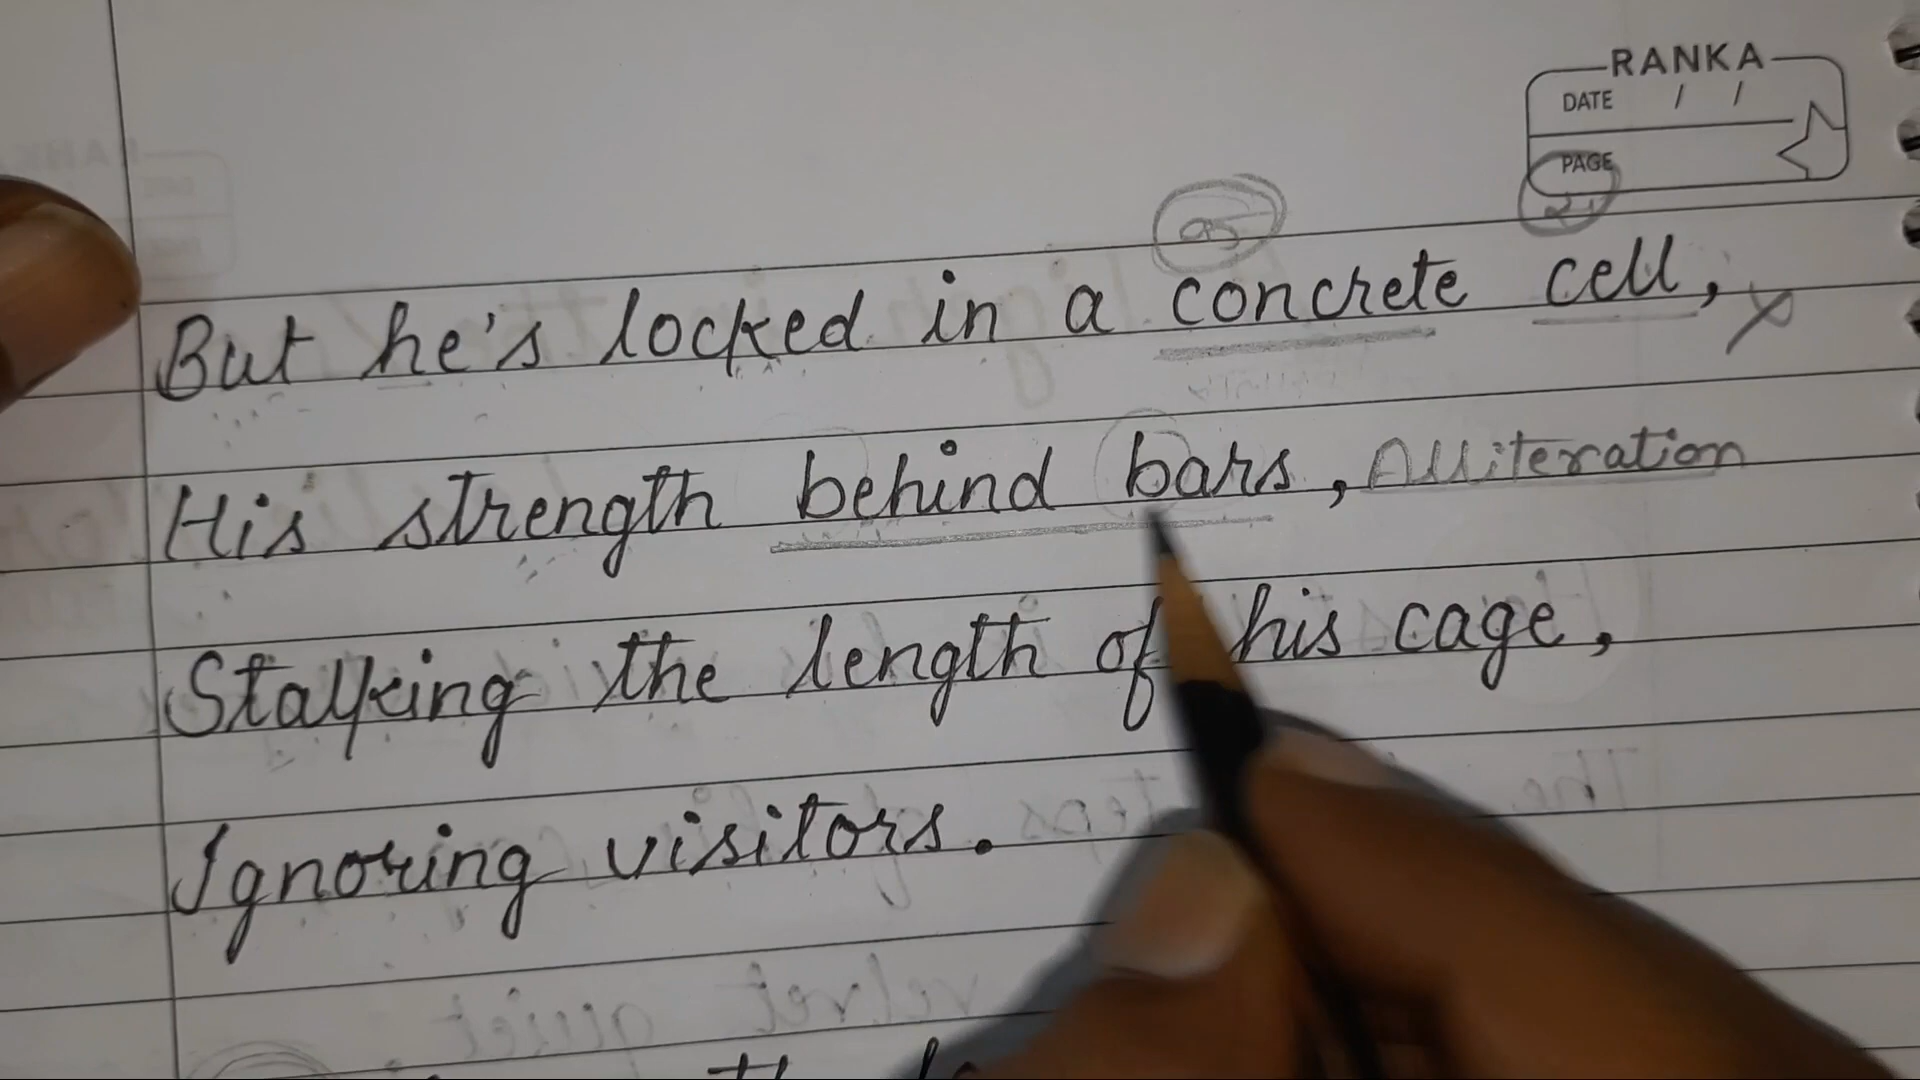 RANKA
DATE / /
PAGE
But he's locked in a concrete cell,
His strength behind bars, Alliteration
Stalking the length of his cage,
Ignoring visitors.